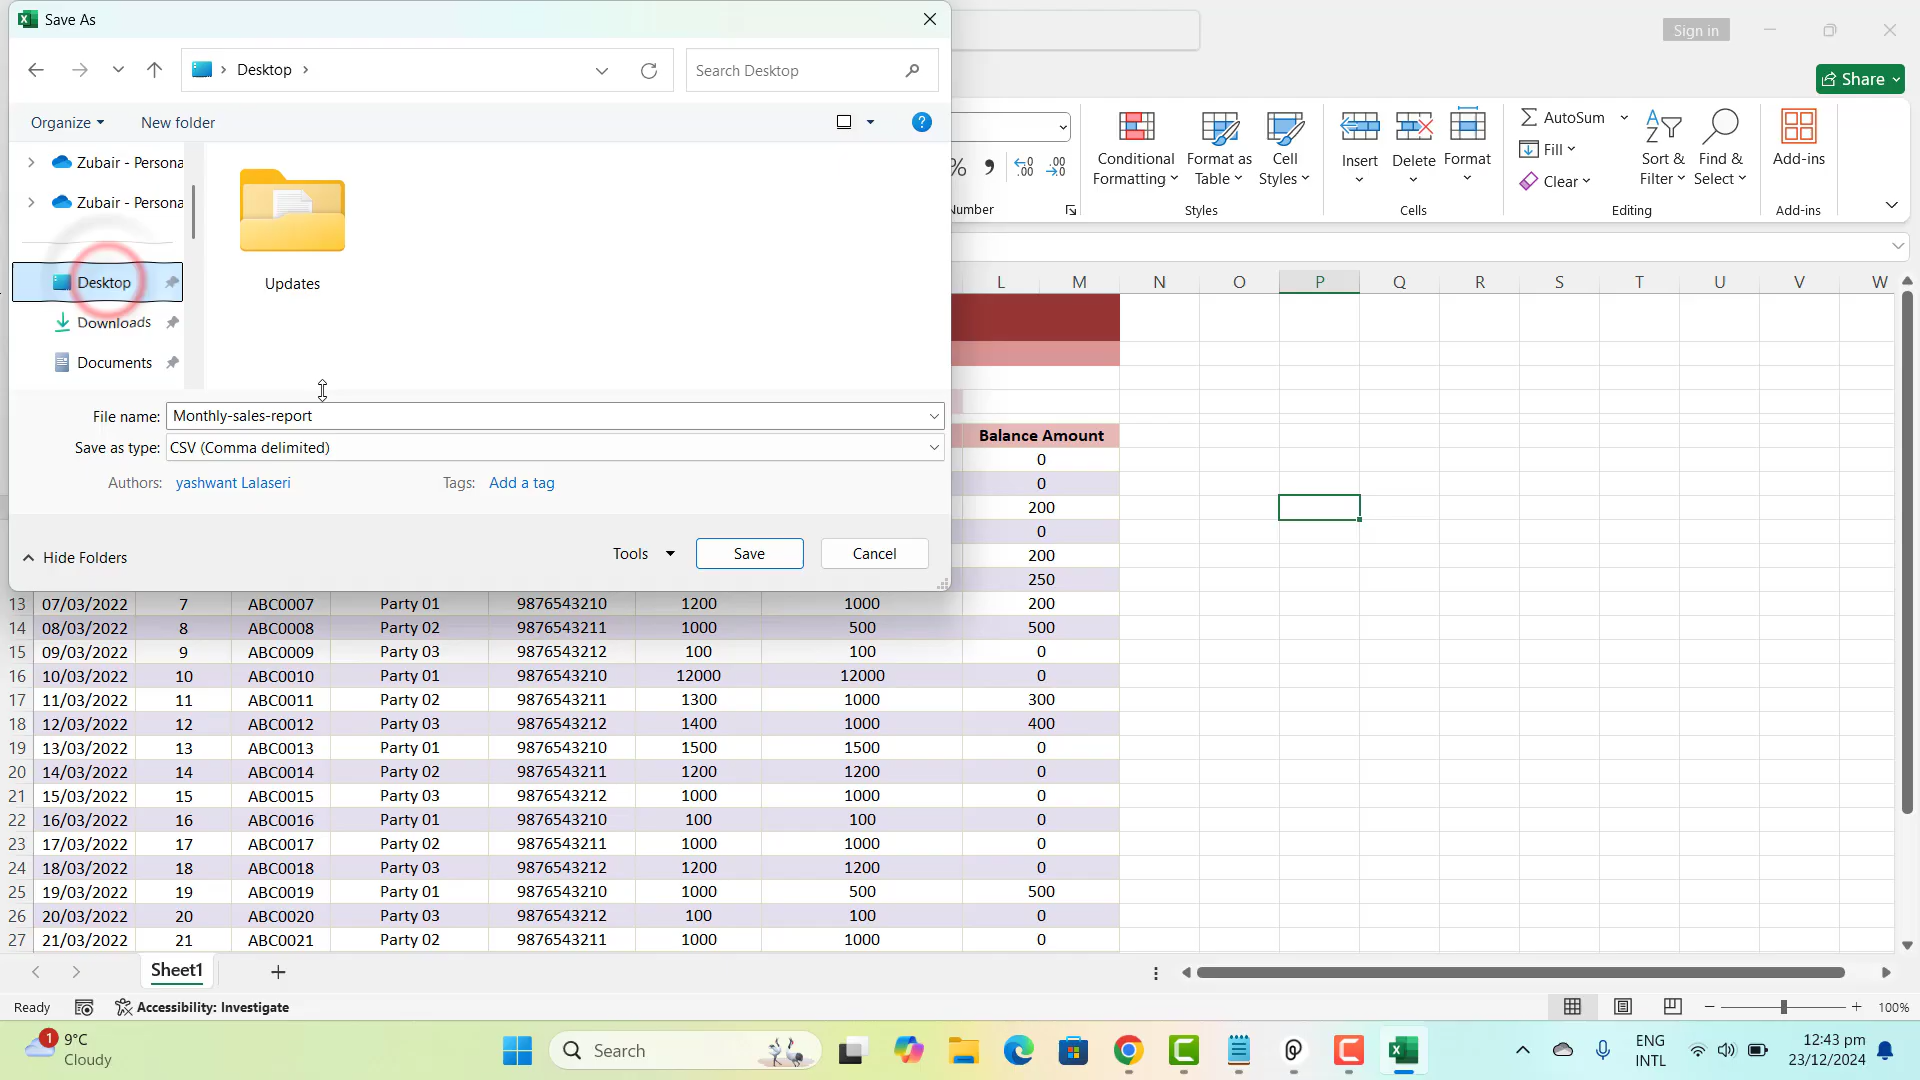 Save As
Sign in
Desktop
Search Desktop
Share
Organize
New folder
Zubair - Persona
Zubair - Persona
Desktop
Downloads
Documents
Updates
File name: Monthly-sales-report
Save as type: CSV (Comma delimited)
Authors: yashwant Lalaseri Tags: Add a tag
Hide Folders
Tools
Save
Cancel
Conditional Formatting
Format as Table
Cell Styles
Insert
Delete
Format
AutoSum
Fill
Clear
Sort & Filter
Find & Select
Add-ins
Styles
Cells
Editing
Add-ins
L M N O P Q R S T U V W
Balance Amount
0
0
200
0
200
250
13 07/03/2022 7 ABC0007 Party 01 9876543210 1200 1000 200
14 08/03/2022 8 ABC0008 Party 02 9876543211 1000 500 500
15 09/03/2022 9 ABC0009 Party 03 9876543212 100 100 0
16 10/03/2022 10 ABC0010 Party 01 9876543210 12000 12000 0
17 11/03/2022 11 ABC0011 Party 02 9876543211 1300 1000 300
18 12/03/2022 12 ABC0012 Party 03 9876543212 1400 1000 400
19 13/03/2022 13 ABC0013 Party 01 9876543210 1500 1500 0
20 14/03/2022 14 ABC0014 Party 02 9876543211 1200 1200 0
21 15/03/2022 15 ABC0015 Party 03 9876543212 1000 1000 0
22 16/03/2022 16 ABC0016 Party 01 9876543210 100 100 0
23 17/03/2022 17 ABC0017 Party 02 9876543211 1000 1000 0
24 18/03/2022 18 ABC0018 Party 03 9876543212 1200 1200 0
25 19/03/2022 19 ABC0019 Party 01 9876543210 1000 500 500
26 20/03/2022 20 ABC0020 Party 03 9876543212 100 100 0
27 21/03/2022 21 ABC0021 Party 02 9876543211 1000 1000 0
Sheet1
Ready
Accessibility: Investigate
100%
1
9°C
Cloudy
Search
ENG
INTL
12:43 pm
23/12/2024